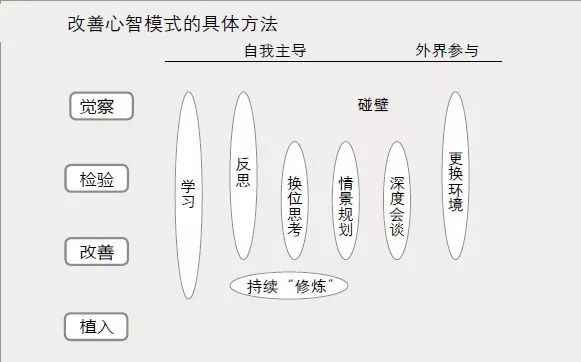 改善心智模式的具体方法
自我主导
外界参与
觉察
检验
改善
植入
学习
反思
换位思考
情景规划
碰壁
深度会谈
更换环境
持续“修炼”